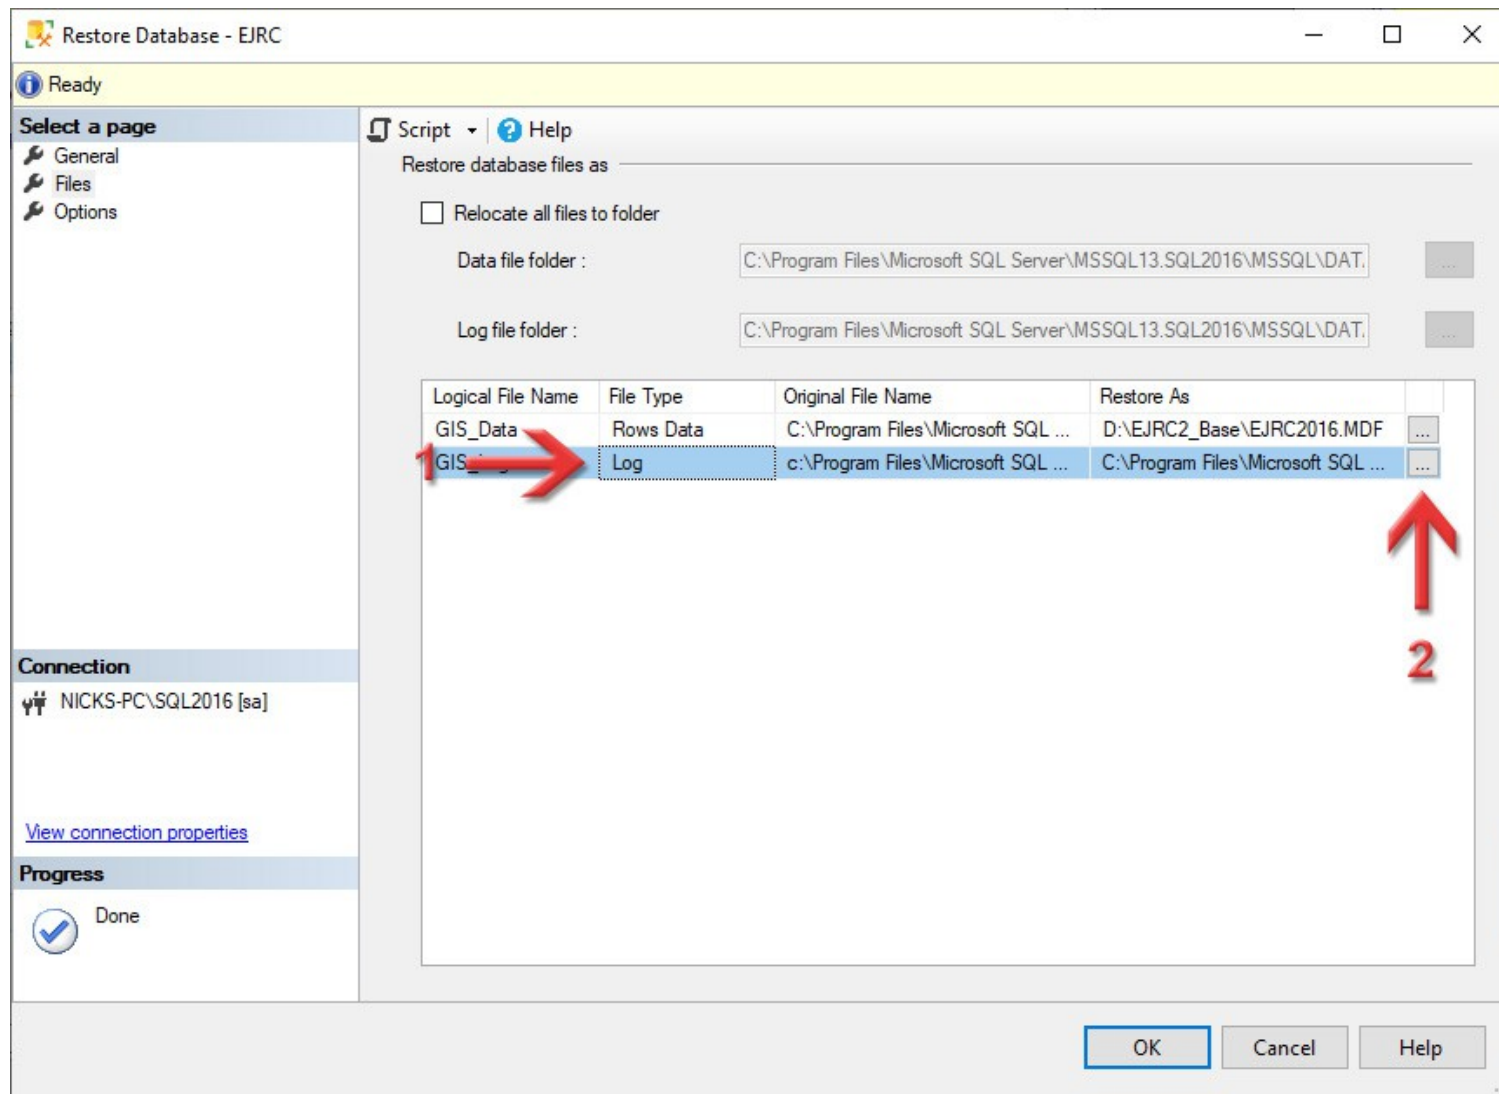 Restore Database - EJRC
Ready
Select a page
General
Files
Options
Script
Help
Restore database files as
Relocate all files to folder
Data file folder :
C:\Program Files\Microsoft SQL Server\MSSQL13.SQL2016\MSSQL\DAT
...
Log file folder :
C:\Program Files\Microsoft SQL Server\MSSQL13.SQL2016\MSSQL\DAT
...
Logical File Name File Type Original File Name Restore As
GIS_Data Rows Data C:\Program Files\Microsoft SQL ... D:\EJRC2_Base\EJRC2016.MDF ...
1 Log c:\Program Files\Microsoft SQL ... C:\Program Files\Microsoft SQL ... ...
2
Connection
NICKS-PC\SQL2016 [sa]
View connection properties
Progress
Done
OK Cancel Help